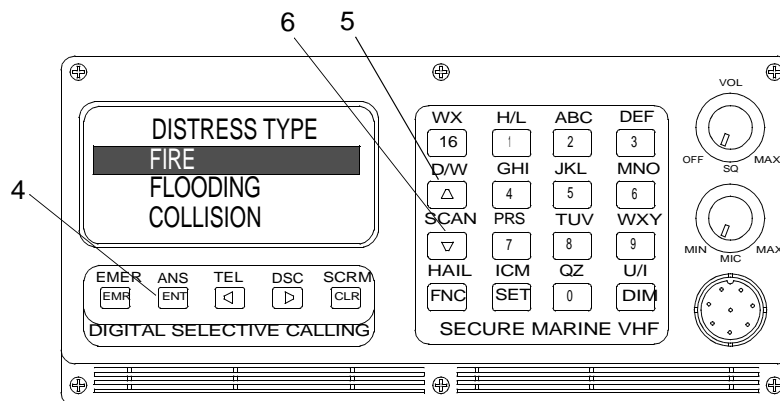 6 5
4
DISTRESS TYPE
FIRE
FLOODING
COLLISION
EMER ANS TEL DSC SCRM
EMR ENT CLR
DIGITAL SELECTIVE CALLING
WX H/L ABC DEF
16 1 2 3
D/W GHI JKL MNO
4 5 6
SCAN PRS TUV WXY
7 8 9
HAIL ICM QZ U/I
FNC SET 0 DIM
SECURE MARINE VHF
VOL
OFF SQ MAX
MIN MIC MAX